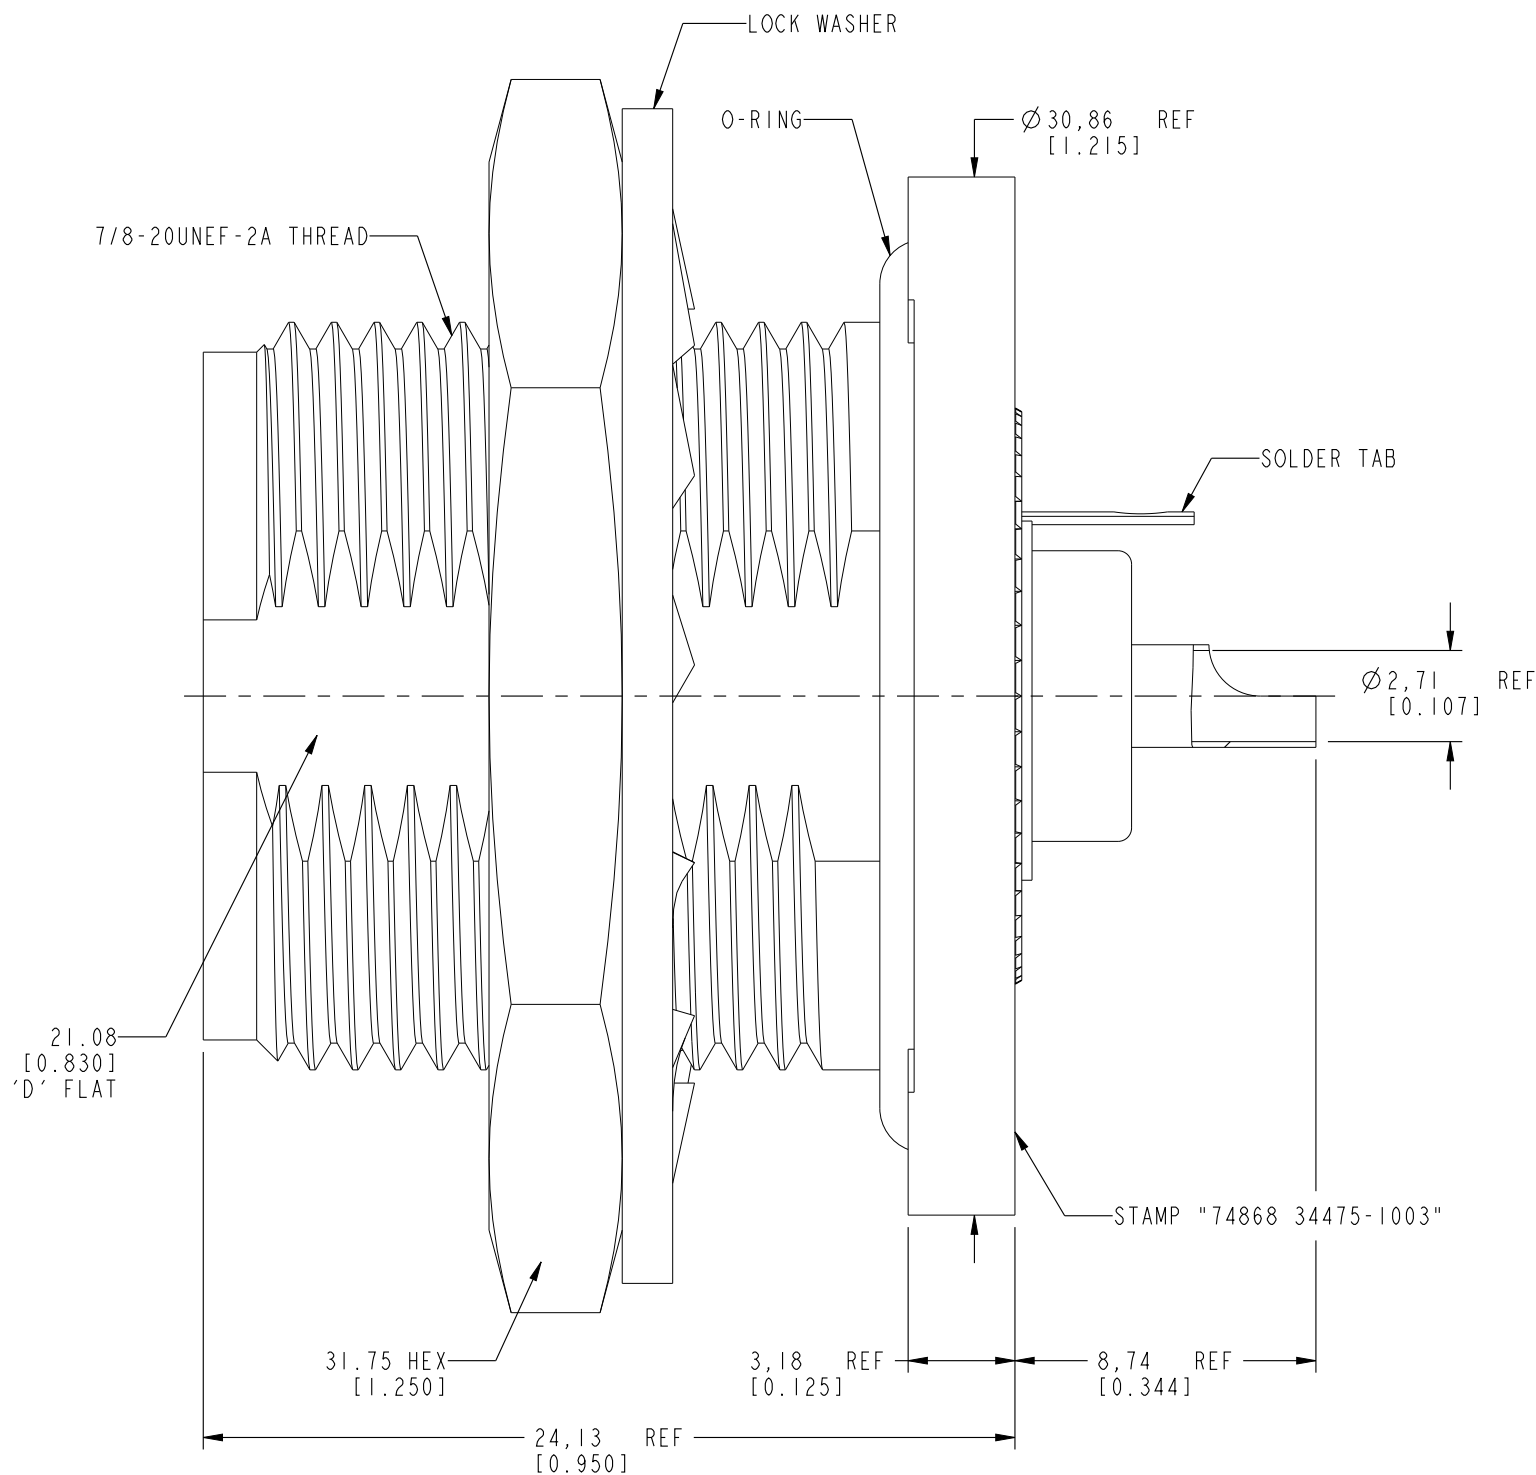 LOCK WASHER
O-RING
Ø30,86 REF
[1.215]
7/8-20UNEF-2A THREAD
SOLDER TAB
Ø2,71 REF
[0.107]
21.08
[0.830]
'D' FLAT
STAMP "74868 34475-1003"
31.75 HEX
[1.250]
3,18 REF
[0.125]
8,74 REF
[0.344]
24,13 REF
[0.950]